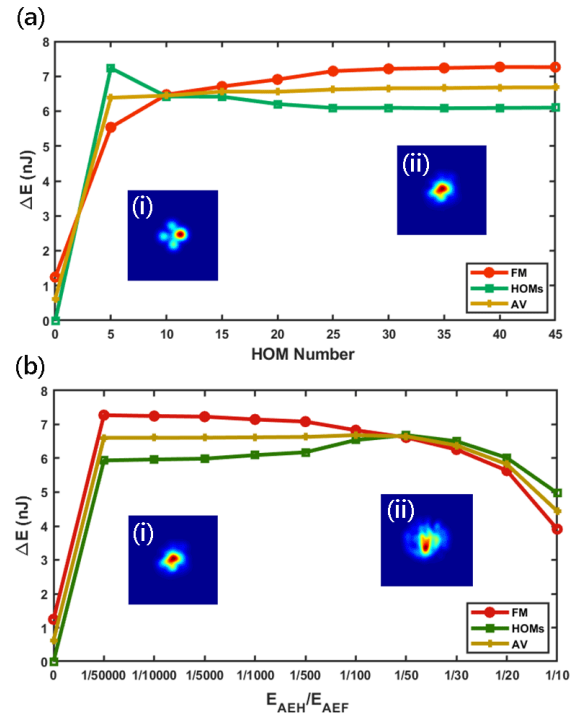 (a)
8
7
6
5
4
3
2
1
0
ΔE (nJ)
(i)
(ii)
FM
HOMs
AV
0 5 10 15 20 25 30 35 40 45
HOM Number
(b)
8
7
6
5
4
3
2
1
0
ΔE (nJ)
(i)
(ii)
FM
HOMs
AV
0 1/50000 1/10000 1/5000 1/1000 1/500 1/100 1/50 1/30 1/20 1/10
E_AEH/E_AEF